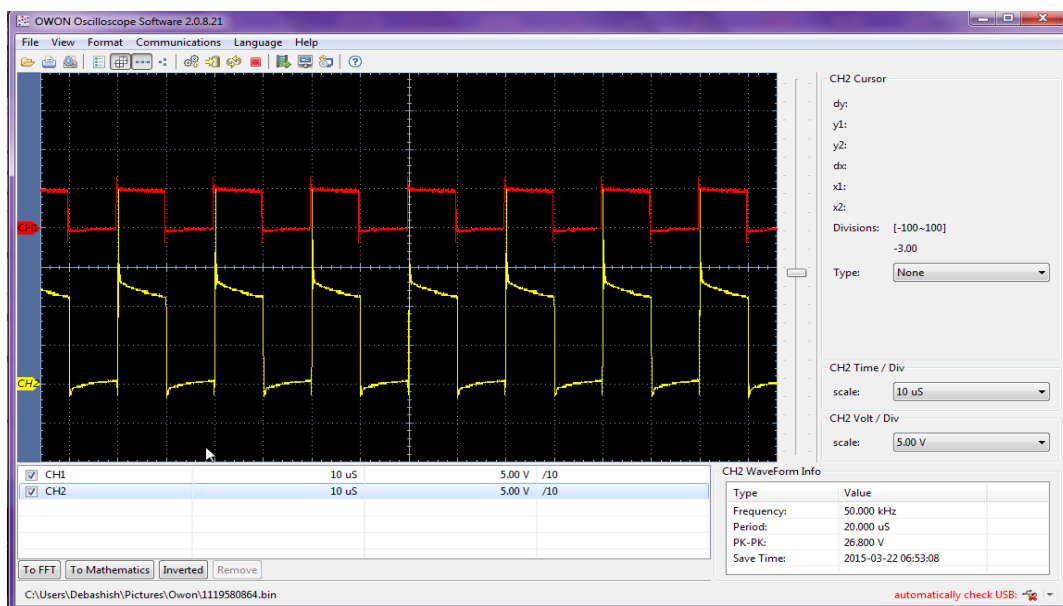 OWON Oscilloscope Software 2.0.8.21
File View Format Communications Language Help
CH1
CH2
CH2 Cursor
dy:
y1:
y2:
dx:
x1:
x2:
Divisions: [-100~100]
-3.00
Type: None
CH2 Time / Div
scale: 10 uS
CH2 Volt / Div
scale: 5.00 V
CH1 10 uS 5.00 V /10
CH2 10 uS 5.00 V /10
CH2 WaveForm Info
Type Value
Frequency: 50.000 kHz
Period: 20.000 uS
PK-PK: 26.800 V
Save Time: 2015-03-22 06:53:08
To FFT To Mathematics Inverted Remove
C:\Users\Debashish\Pictures\Owon\1119580864.bin
automatically check USB: